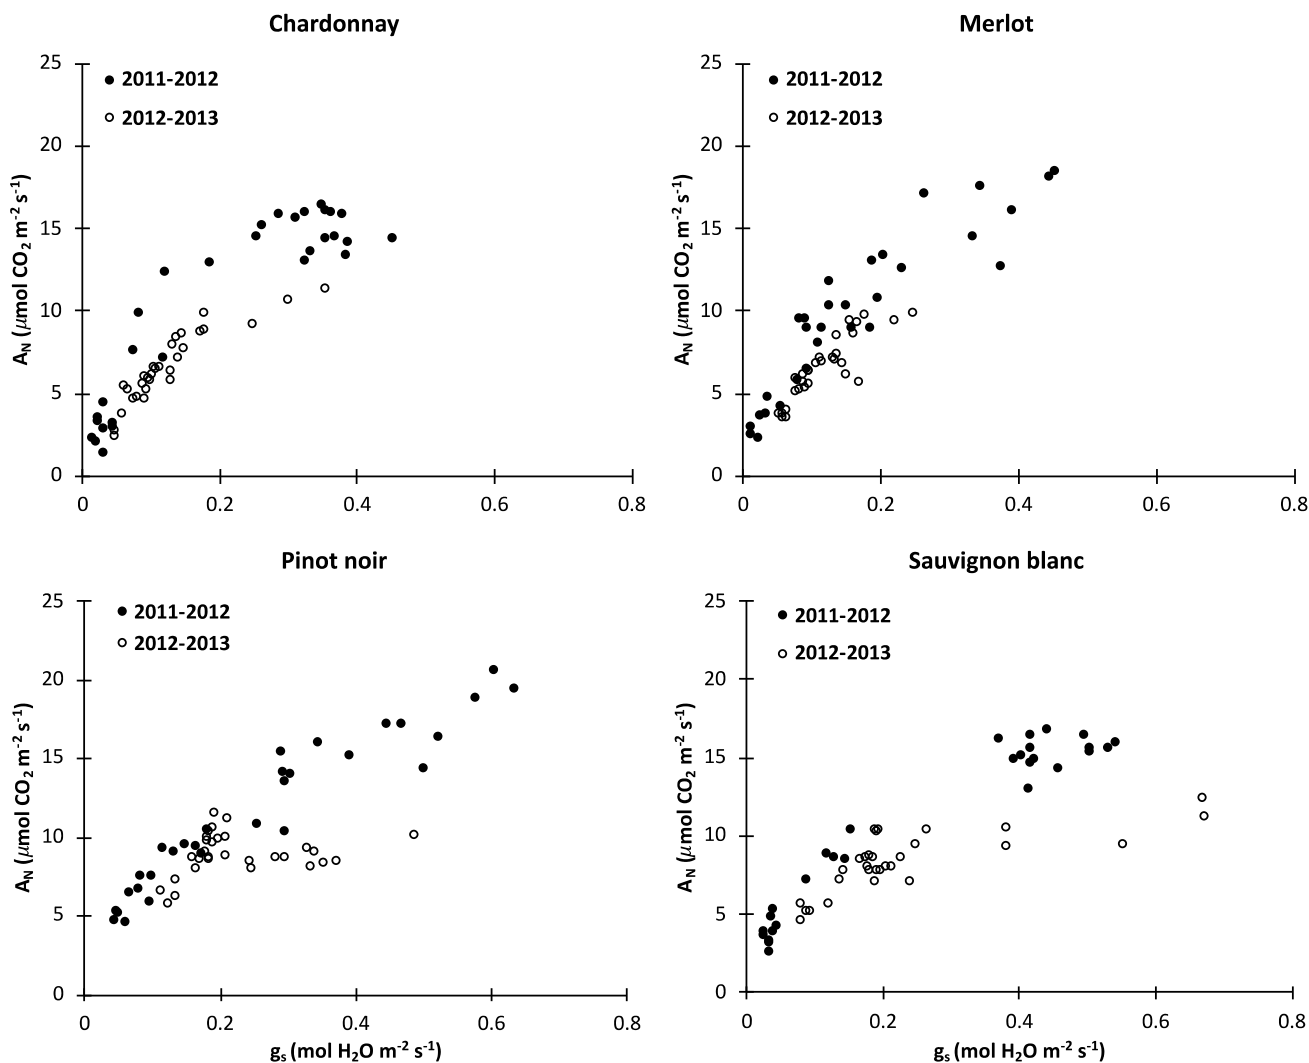 Chardonnay
25
20
15
10
5
0
0 0.2 0.4 0.6 0.8
A_N (µmol CO₂ m⁻² s⁻¹)
2011-2012
2012-2013
Merlot
25
20
15
10
5
0
0 0.2 0.4 0.6 0.8
A_N (µmol CO₂ m⁻² s⁻¹)
2011-2012
2012-2013
Pinot noir
25
20
15
10
5
0
0 0.2 0.4 0.6 0.8
A_N (µmol CO₂ m⁻² s⁻¹)
2011-2012
2012-2013
gₛ (mol H₂O m⁻² s⁻¹)
Sauvignon blanc
25
20
15
10
5
0
0 0.2 0.4 0.6 0.8
A_N (µmol CO₂ m⁻² s⁻¹)
2011-2012
2012-2013
gₛ (mol H₂O m⁻² s⁻¹)